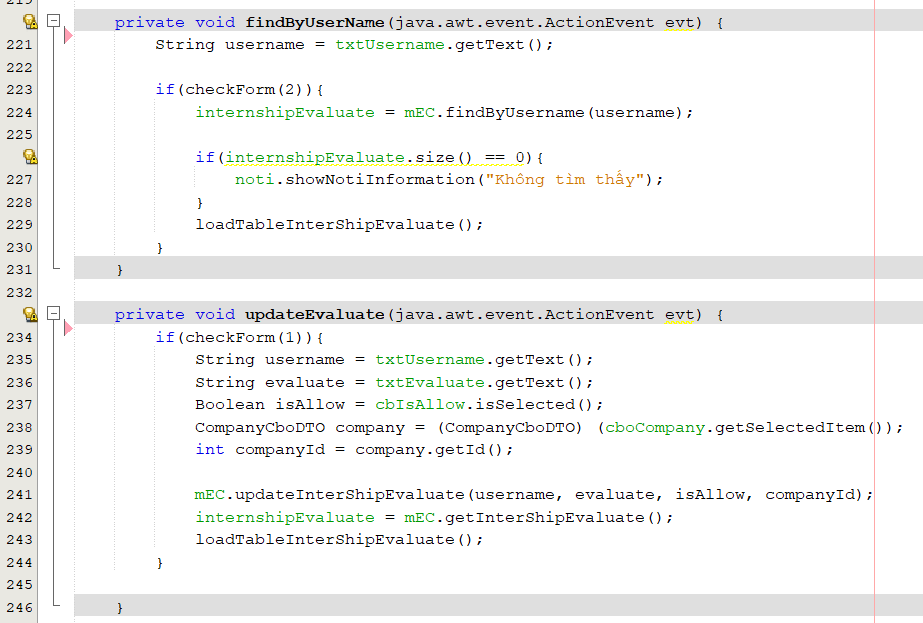 219
private void findByUserName(java.awt.event.ActionEvent evt) {
221 String username = txtUsername.getText();
222
223 if(checkForm(2)){
224 internshipEvaluate = mEC.findByUsername(username);
225
if(internshipEvaluate.size() == 0){
227 noti.showNotiInformation("Không tìm thấy");
228 }
229 loadTableInterShipEvaluate();
230 }
231 }
232
private void updateEvaluate(java.awt.event.ActionEvent evt) {
234 if(checkForm(1)){
235 String username = txtUsername.getText();
236 String evaluate = txtEvaluate.getText();
237 Boolean isAllow = cbIsAllow.isSelected();
238 CompanyCboDTO company = (CompanyCboDTO) (cboCompany.getSelectedItem());
239 int companyId = company.getId();
240
241 mEC.updateInterShipEvaluate(username, evaluate, isAllow, companyId);
242 internshipEvaluate = mEC.getInterShipEvaluate();
243 loadTableInterShipEvaluate();
244 }
245
246 }